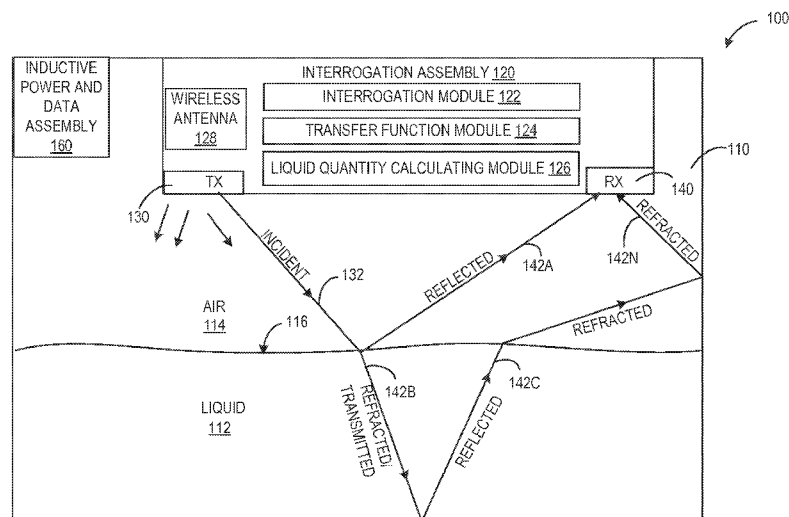 100
INDUCTIVE
POWER AND
DATA
ASSEMBLY
160
INTERROGATION ASSEMBLY 120
INTERROGATION MODULE 122
WIRELESS
ANTENNA
128
TRANSFER FUNCTION MODULE 124
LIQUID QUANTITY CALCULATING MODULE 126
110
TX
RX
130
140
INCIDENT
132
REFLECTED
142A
REFRACTED
142N
AIR
114
116
REFRACTED
142B
142C
LIQUID
112
REFRACTED/
TRANSMITTED
REFLECTED